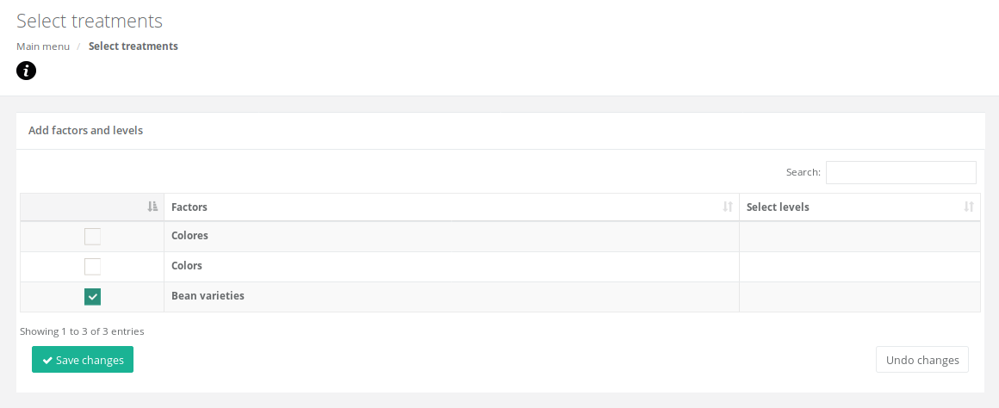 Select treatments
Main menu / Select treatments
i
Add factors and levels
Search:
Factors Select levels
Colores
Colors
Bean varieties
Showing 1 to 3 of 3 entries
Save changes Undo changes